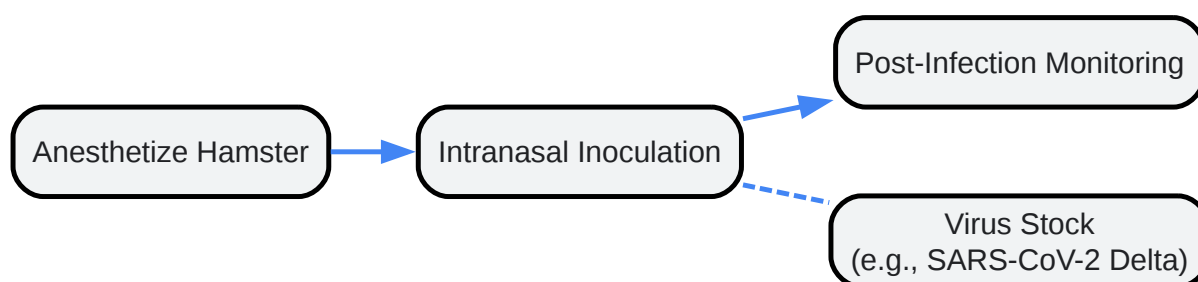 Post-Infection Monitoring
Anesthetize Hamster
Intranasal Inoculation
Virus Stock
(e.g., SARS-CoV-2 Delta)